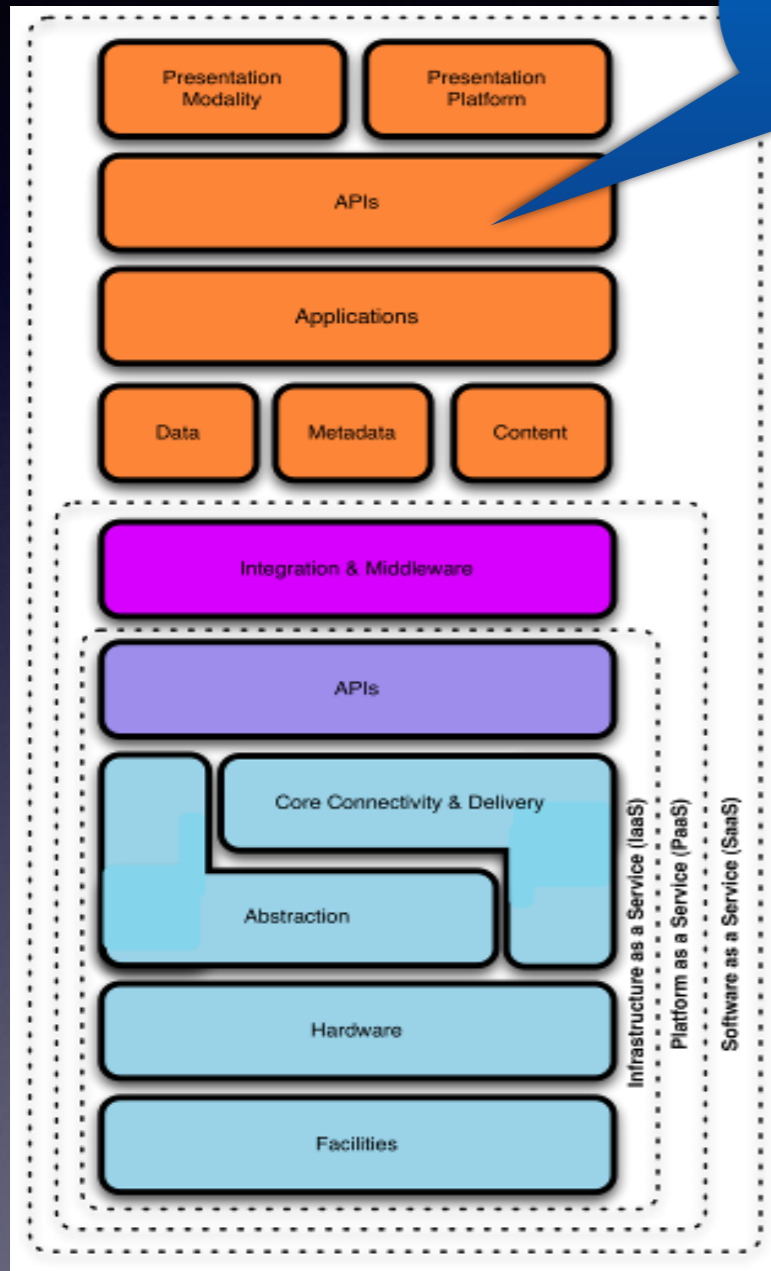 Presentation
Modality
Presentation
Platform
APIs
Applications
Data
Metadata
Content
Integration & Middleware
APIs
Core Connectivity & Delivery
Abstraction
Hardware
Facilities
Infrastructure as a Service (IaaS)
Platform as a Service (PaaS)
Software as a Service (SaaS)